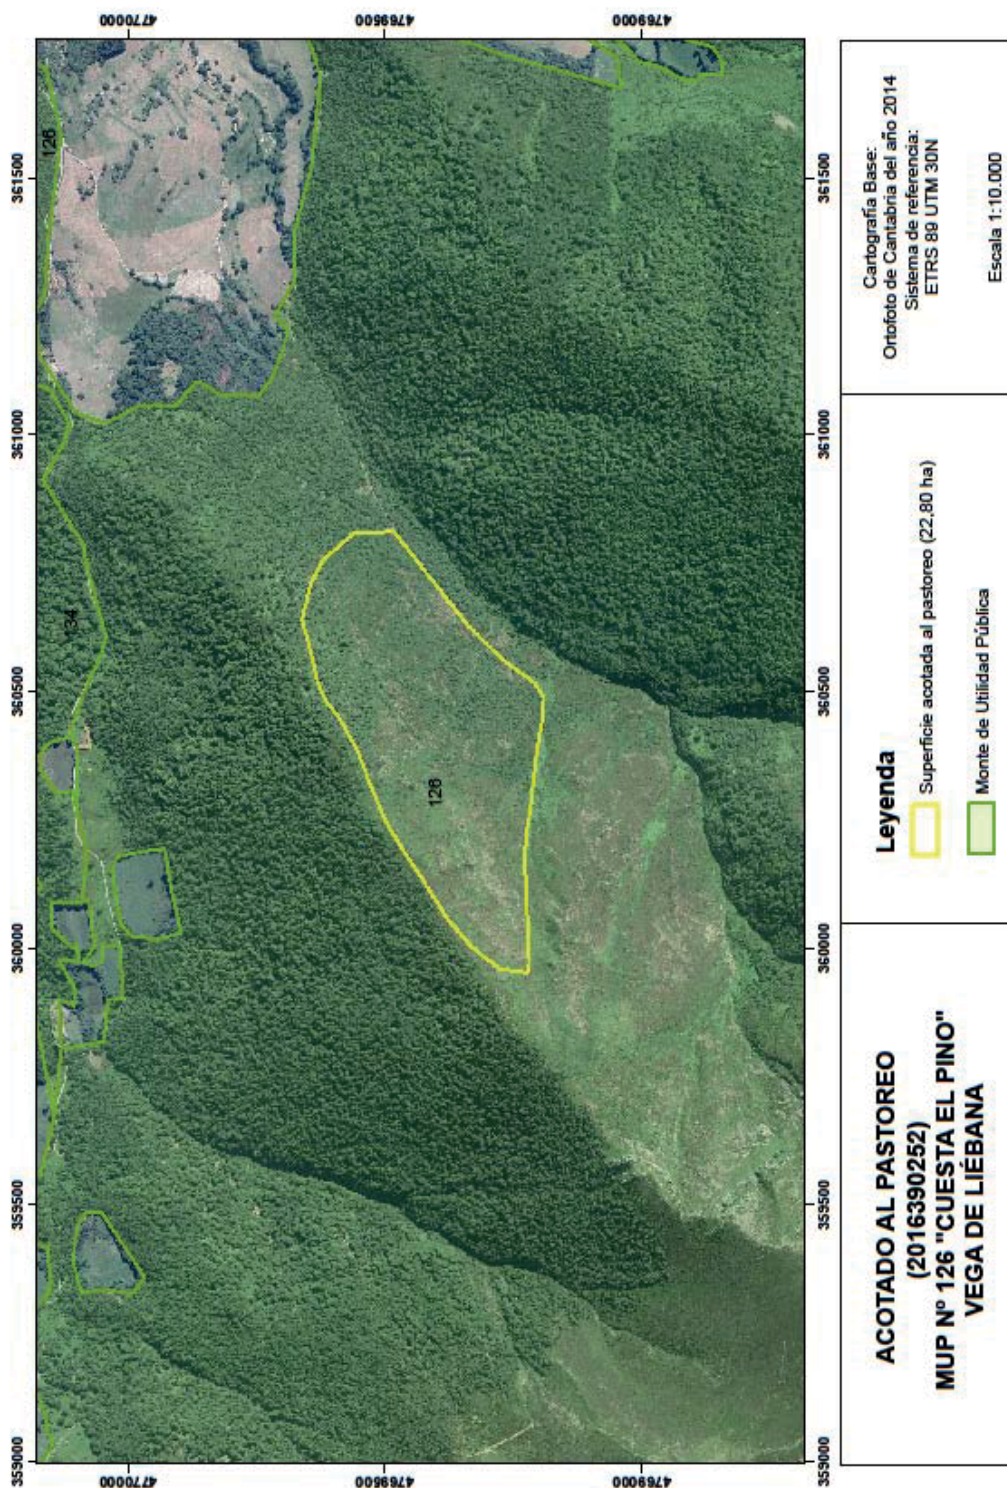 359000
359500
360000
360500
361000
361500
4770000
4769500
4769000
4770000
4769500
4769000
134
126
126
359000
359500
360000
360500
361000
361500
ACOTADO AL PASTOREO
(2016390252)
MUP Nº 126 "CUESTA EL PINO"
VEGA DE LIÉBANA
Leyenda
Superficie acotada al pastoreo (22,80 ha)
Monte de Utilidad Pública
Cartografía Base:
Ortofoto de Cantabria del año 2014
Sistema de referencia:
ETRS 89 UTM 30N
Escala 1:10.000